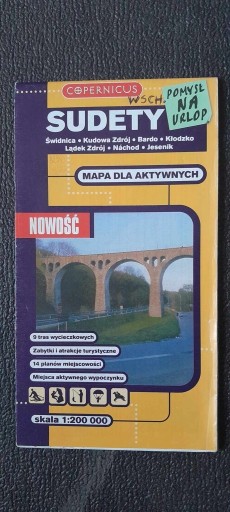 COPERNICUS
WSCH.
POMYSŁ
NA
URLOP
SUDETY
Świdnica • Kudowa Zdrój • Bardo • Kłodzko
Lądek Zdrój • Náchod • Jesenik
MAPA DLA AKTYWNYCH
NOWOŚĆ
9 tras wycieczkowych
Zabytki i atrakcje turystyczne
14 planów miejscowości
Miejsca aktywnego wypoczynku
skala 1:200 000